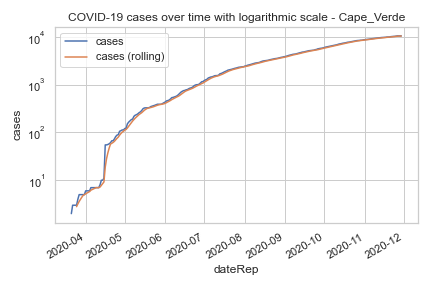 COVID-19 cases over time with logarithmic scale - Cape_Verde
cases
cases (rolling)
10⁴
10³
10²
10¹
cases
2020-04
2020-05
2020-06
2020-07
2020-08
2020-09
2020-10
2020-11
2020-12
dateRep